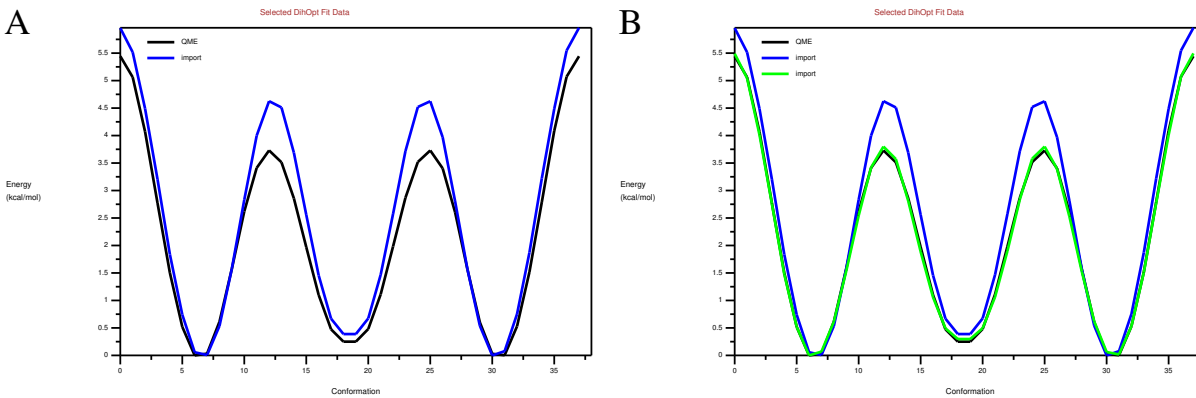 A
Selected DihOpt Fit Data
QME
import
5.5
5
4.5
4
3.5
3
2.5
2
1.5
1
0.5
0
Energy
(kcal/mol)
0 5 10 15 20 25 30 35
Conformation
B
Selected DihOpt Fit Data
QME
import
import
5.5
5
4.5
4
3.5
3
2.5
2
1.5
1
0.5
0
Energy
(kcal/mol)
0 5 10 15 20 25 30 35
Conformation